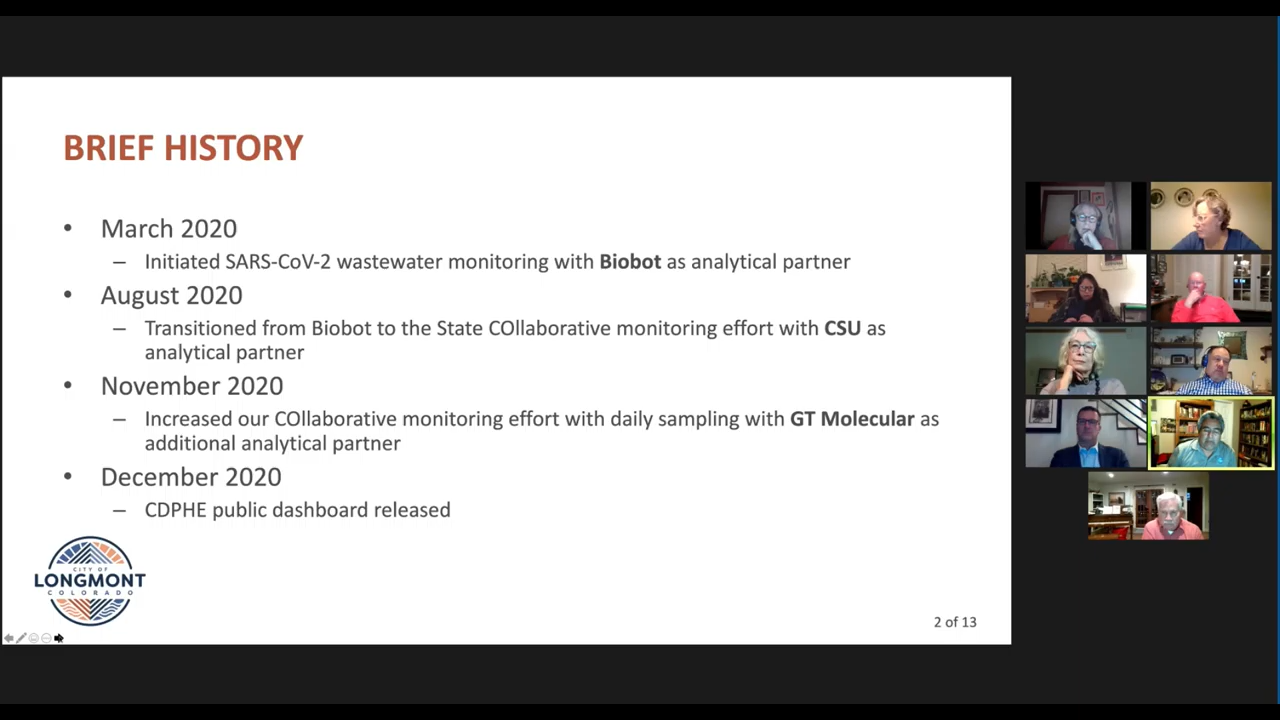 BRIEF HISTORY
• March 2020
– Initiated SARS-CoV-2 wastewater monitoring with Biobot as analytical partner
• August 2020
– Transitioned from Biobot to the State COllaborative monitoring effort with CSU as
analytical partner
• November 2020
– Increased our COllaborative monitoring effort with daily sampling with GT Molecular as
additional analytical partner
• December 2020
– CDPHE public dashboard released
CITY OF
LONGMONT
COLORADO
2 of 13